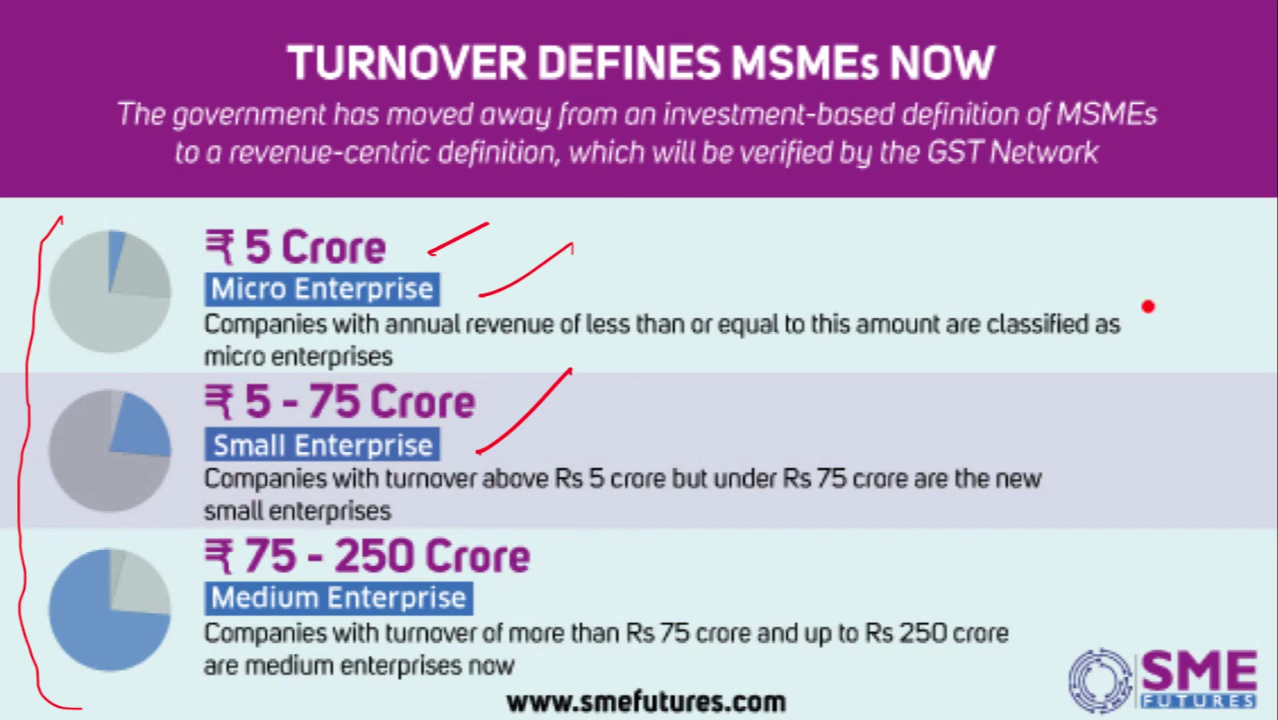 TURNOVER DEFINES MSMEs NOW
The government has moved away from an investment-based definition of MSMEs
to a revenue-centric definition, which will be verified by the GST Network
₹ 5 Crore
Micro Enterprise
Companies with annual revenue of less than or equal to this amount are classified as
micro enterprises
₹ 5 - 75 Crore
Small Enterprise
Companies with turnover above Rs 5 crore but under Rs 75 crore are the new
small enterprises
₹ 75 - 250 Crore
Medium Enterprise
Companies with turnover of more than Rs 75 crore and up to Rs 250 crore
are medium enterprises now
www.smefutures.com
SME
FUTURES